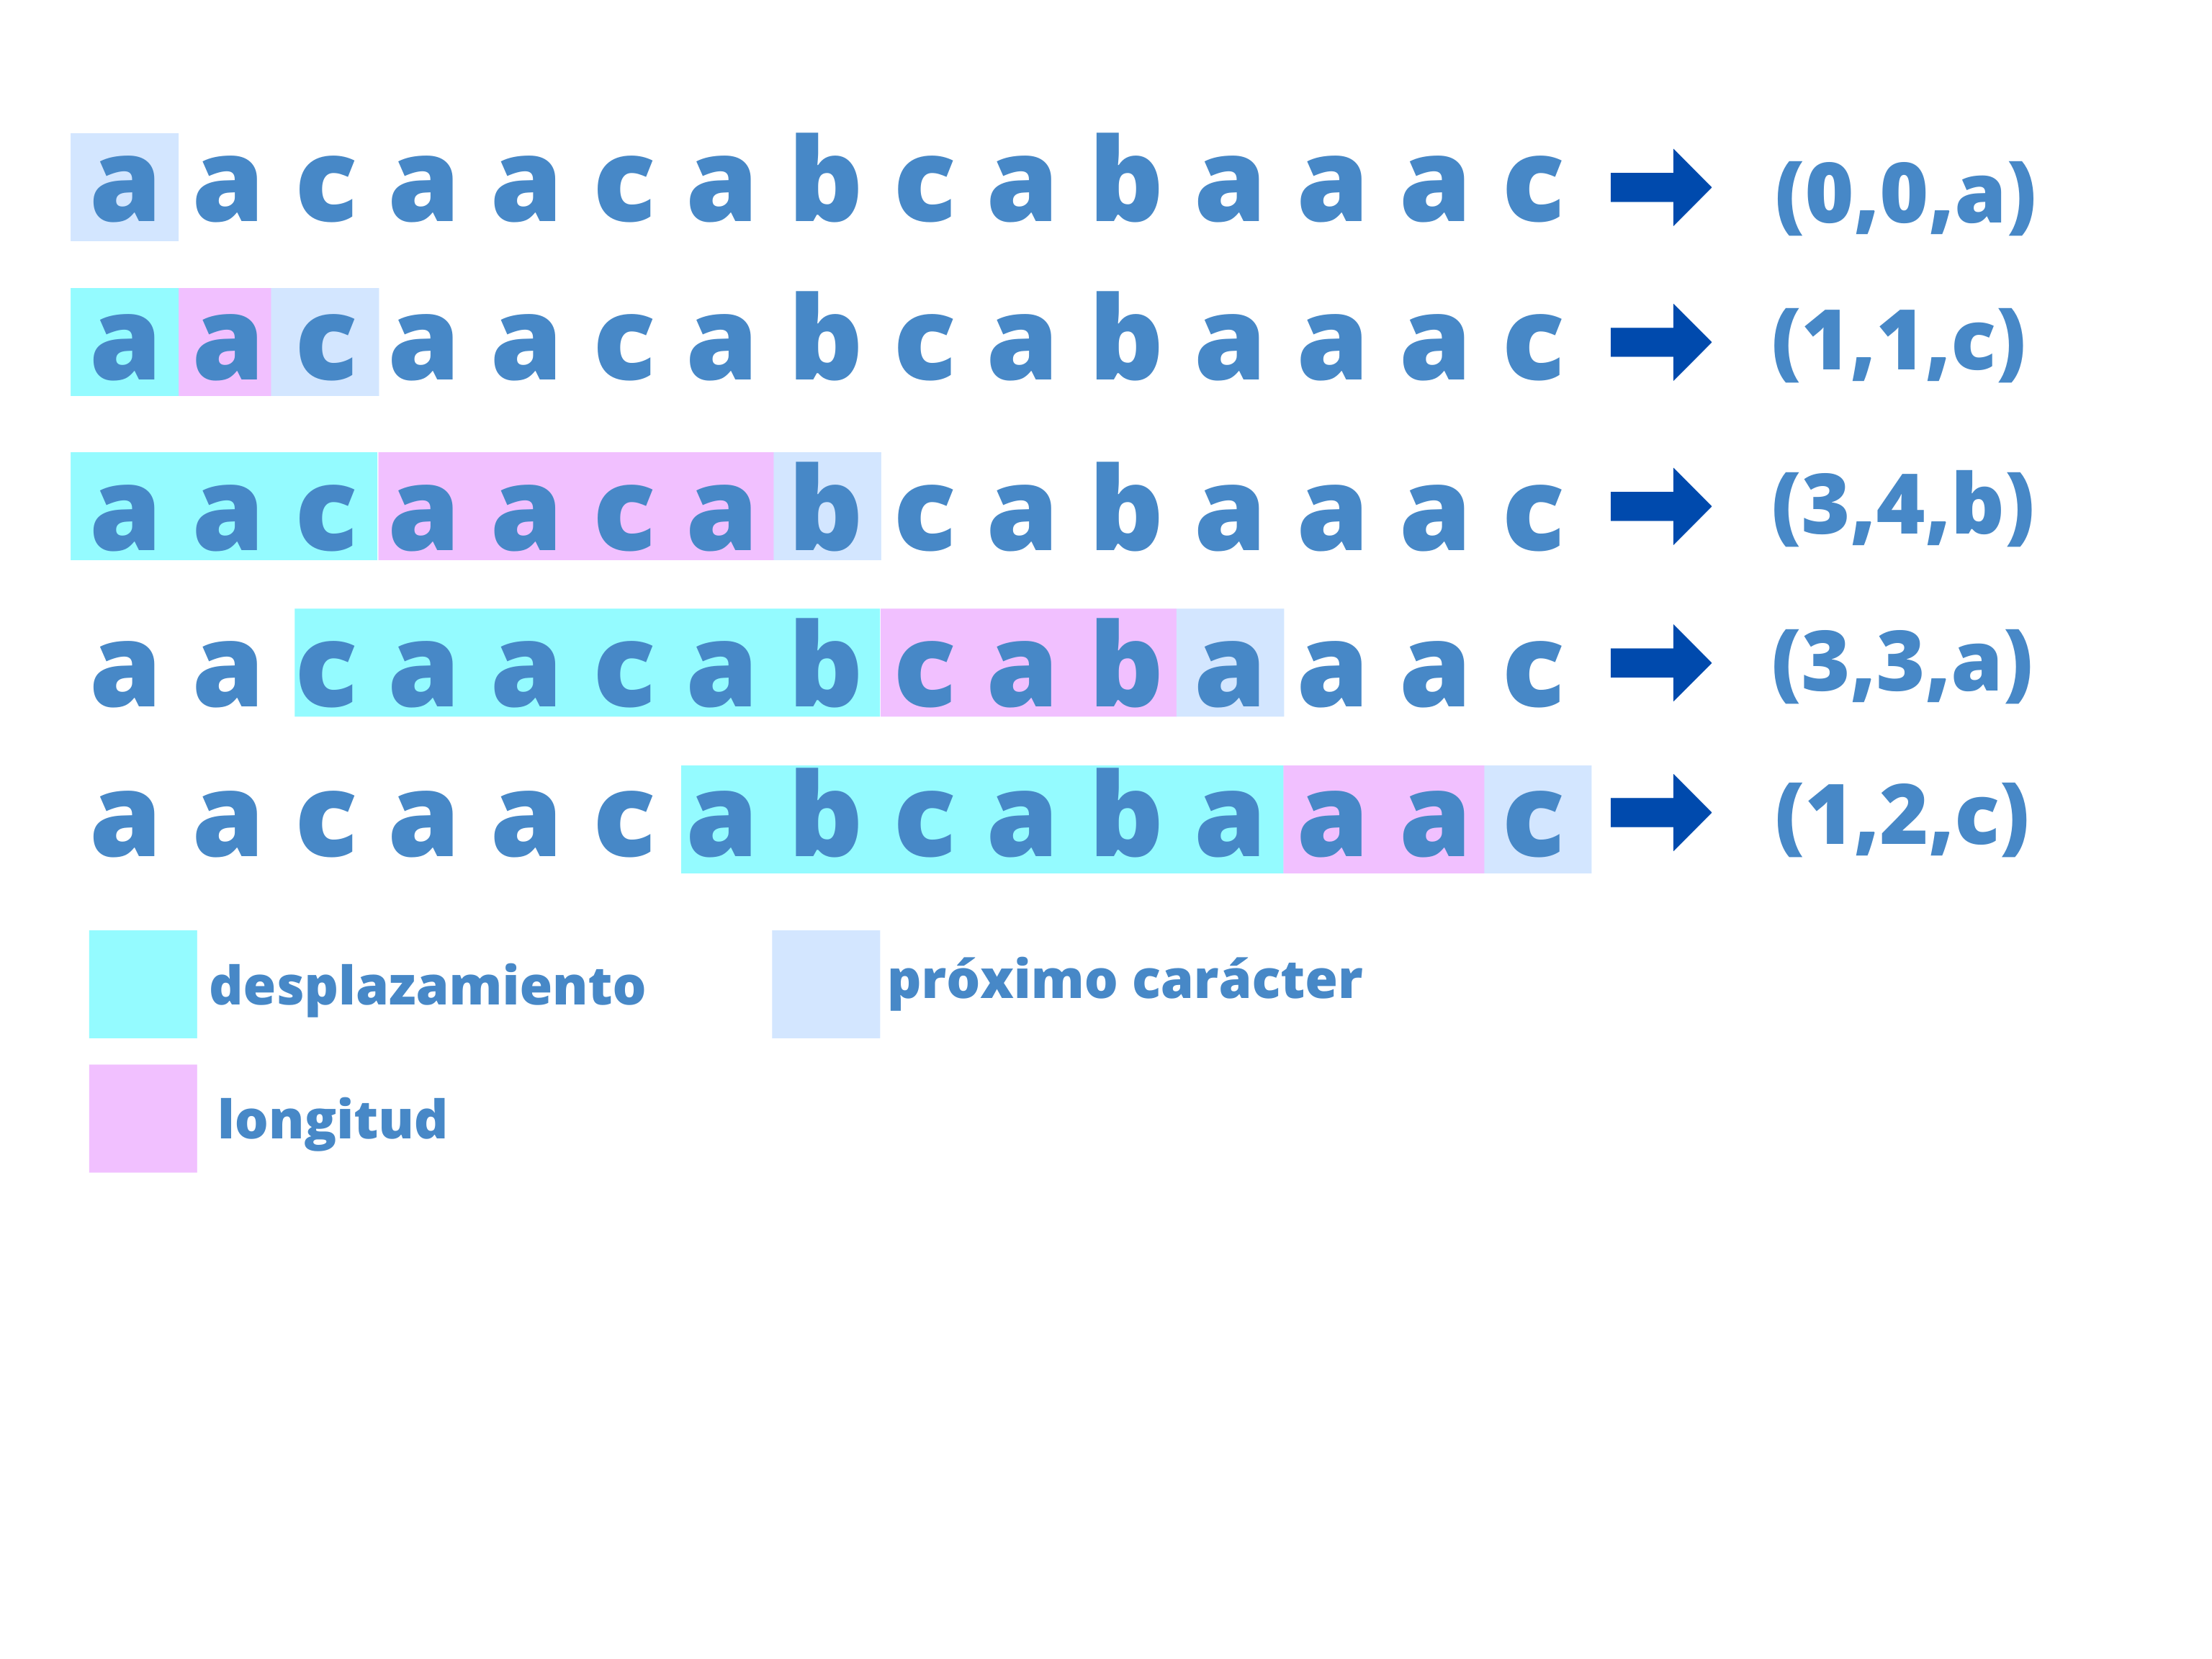 a a c a a c a b c a b a a a c (0,0,a)
a a c a a c a b c a b a a a c (1,1,c)
a a c a a c a b c a b a a a c (3,4,b)
a a c a a c a b c a b a a a c (3,3,a)
a a c a a c a b c a b a a a c (1,2,c)
desplazamiento próximo carácter
longitud